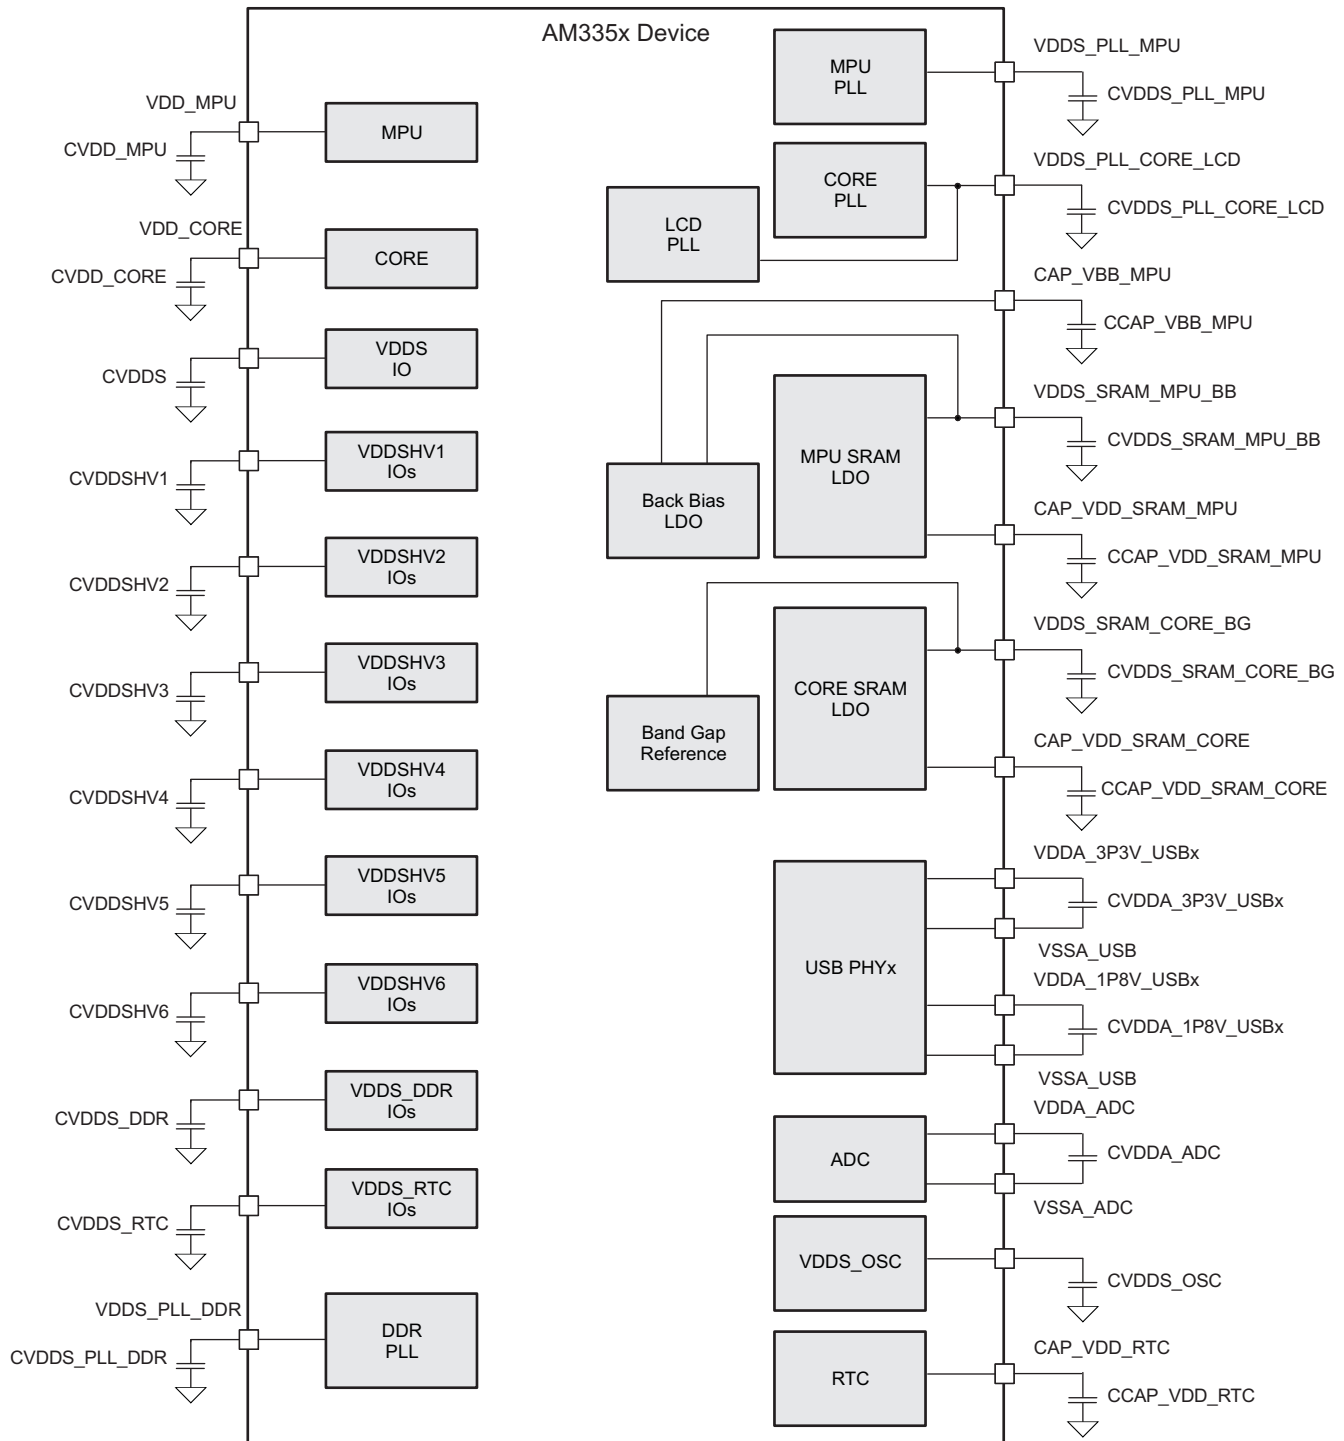 AM335x Device
VDD_MPU
CVDD_MPU
MPU
VDD_CORE
CVDD_CORE
CORE
CVDDS
VDDS
IO
CVDDSHV1
VDDSHV1
IOs
CVDDSHV2
VDDSHV2
IOs
CVDDSHV3
VDDSHV3
IOs
CVDDSHV4
VDDSHV4
IOs
CVDDSHV5
VDDSHV5
IOs
CVDDSHV6
VDDSHV6
IOs
CVDDS_DDR
VDDS_DDR
IOs
CVDDS_RTC
VDDS_RTC
IOs
VDDS_PLL_DDR
CVDDS_PLL_DDR
DDR
PLL
MPU
PLL
VDDS_PLL_MPU
CVDDS_PLL_MPU
CORE
PLL
LCD
PLL
VDDS_PLL_CORE_LCD
CVDDS_PLL_CORE_LCD
CAP_VBB_MPU
CCAP_VBB_MPU
MPU SRAM
LDO
Back Bias
LDO
VDDS_SRAM_MPU_BB
CVDDS_SRAM_MPU_BB
CAP_VDD_SRAM_MPU
CCAP_VDD_SRAM_MPU
CORE SRAM
LDO
Band Gap
Reference
VDDS_SRAM_CORE_BG
CVDDS_SRAM_CORE_BG
CAP_VDD_SRAM_CORE
CCAP_VDD_SRAM_CORE
USB PHYx
VDDA_3P3V_USBx
CVDDA_3P3V_USBx
VSSA_USB
VDDA_1P8V_USBx
CVDDA_1P8V_USBx
VSSA_USB
ADC
VDDA_ADC
CVDDA_ADC
VSSA_ADC
VDDS_OSC
CVDDS_OSC
RTC
CAP_VDD_RTC
CCAP_VDD_RTC